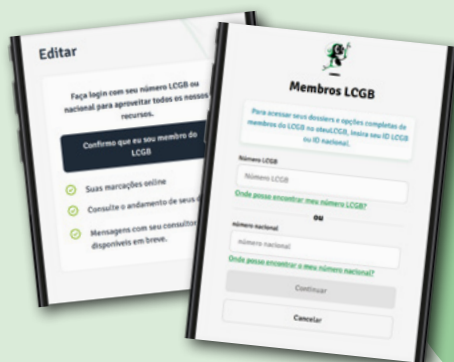 Editar
Faça login com seu número LCGB ou
nacional para aproveitar todos os nossos
recursos.
Confirmo que eu sou membro do
LCGB
Suas marcações online
Consulte o andamento de seus
Mensagens com seu consultor
disponíveis em breve.
Membros LCGB
Para acessar seus dossiers e opções completas de
membros do LCGB no oteuLCGB, insira seu ID LCGB
ou ID nacional.
Número LCGB
Número LCGB
Onde posso encontrar meu número LCGB?
ou
número nacional
número nacional
Onde posso encontrar o meu número nacional?
Continuar
Cancelar